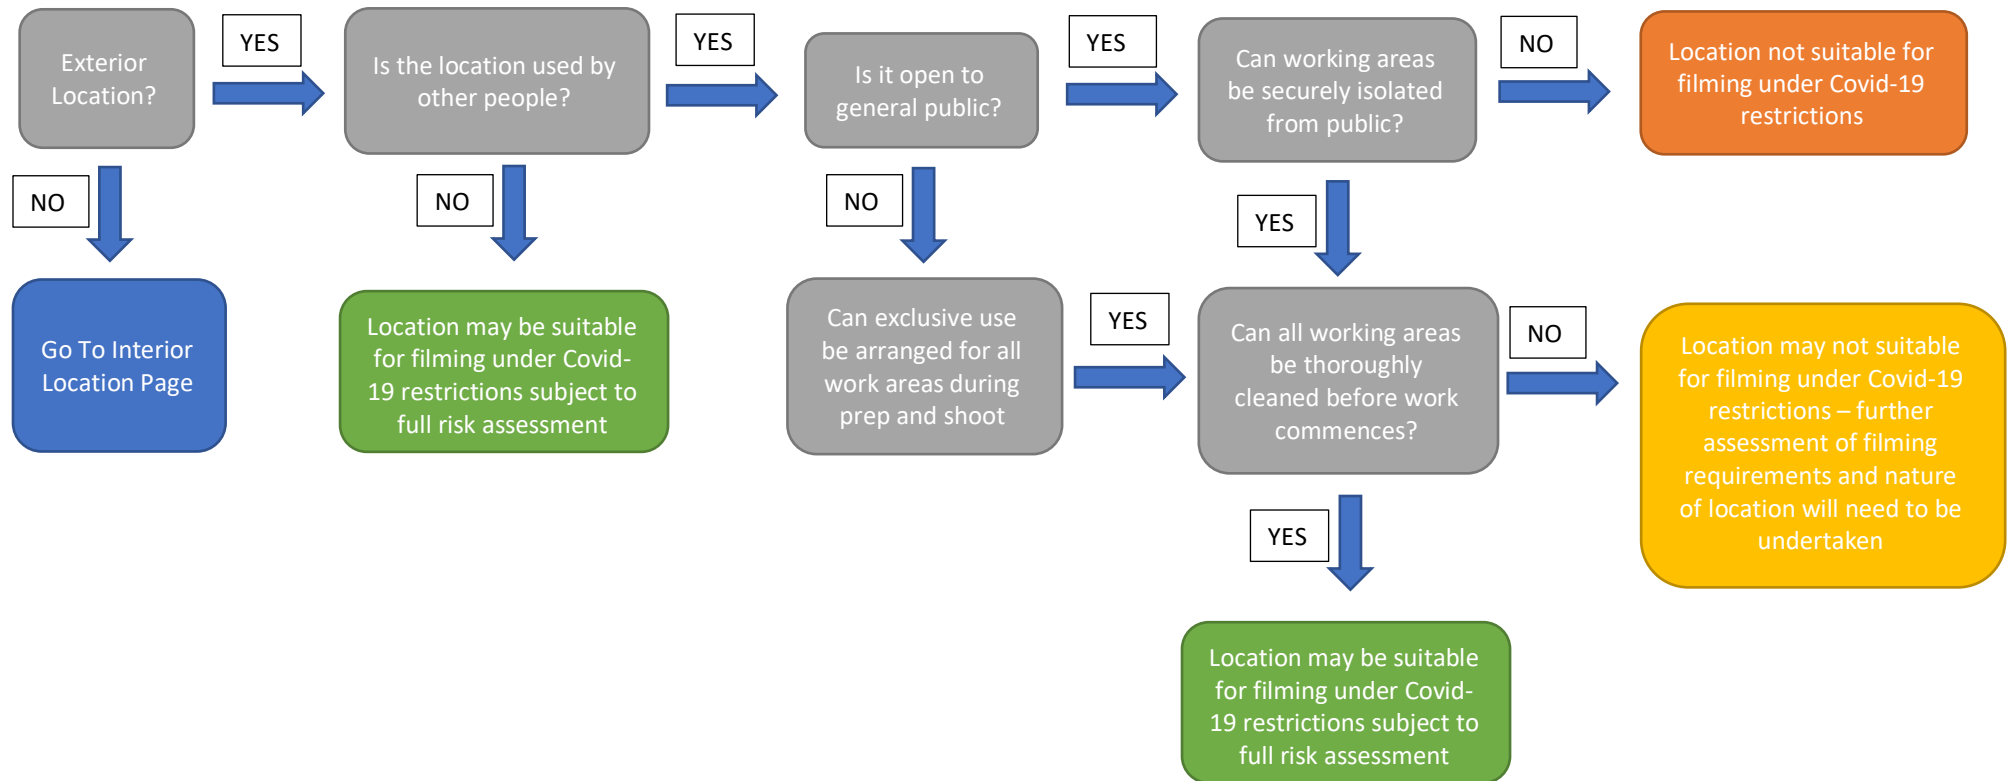 Exterior
Location?
YES
Is the location used by
other people?
YES
Is it open to
general public?
YES
Can working areas
be securely isolated
from public?
NO
Location not suitable for
filming under Covid-19
restrictions
NO
NO
NO
YES
Go To Interior
Location Page
Location may be suitable
for filming under Covid-
19 restrictions subject to
full risk assessment
Can exclusive use
be arranged for all
work areas during
prep and shoot
YES
Can all working areas
be thoroughly
cleaned before work
commences?
NO
Location may not suitable
for filming under Covid-19
restrictions – further
assessment of filming
requirements and nature
of location will need to be
undertaken
YES
Location may be suitable
for filming under Covid-
19 restrictions subject to
full risk assessment